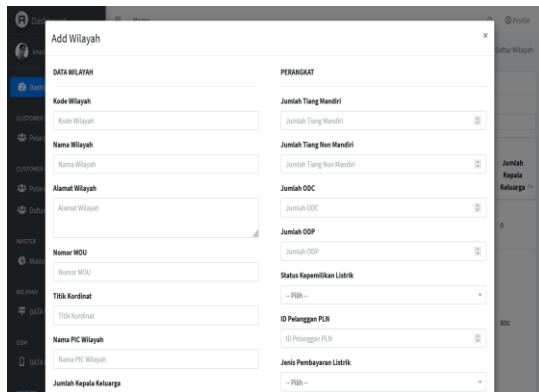 Add Wilayah
x
DATA WILAYAH
Kode Wilayah
Kode Wilayah
Nama Wilayah
Nama Wilayah
Alamat Wilayah
Alamat Wilayah
Nomor MOU
Nomor MOU
Titik Kordinat
Titik Kordinat
Nama PIC Wilayah
Nama PIC Wilayah
Jumlah Kepala Keluarga
PERANGKAT
Jumlah Tiang Mandiri
Jumlah Tiang Mandiri
Jumlah Tiang Non Mandiri
Jumlah Tiang Non Mandiri
Jumlah ODC
Jumlah ODC
Jumlah ODP
Jumlah ODP
Status Kepemilikan Listrik
-- Pilih --
ID Pelanggan PLN
ID Pelanggan PLN
Jenis Pembayaran Listrik
-- Pilih --
Profile
Daftar Wilayah
Jumlah
Kepala
Keluarga
0
800
CUSTOMER
CUSTOMER
MASTER
WILAYAH
DATA
DATA